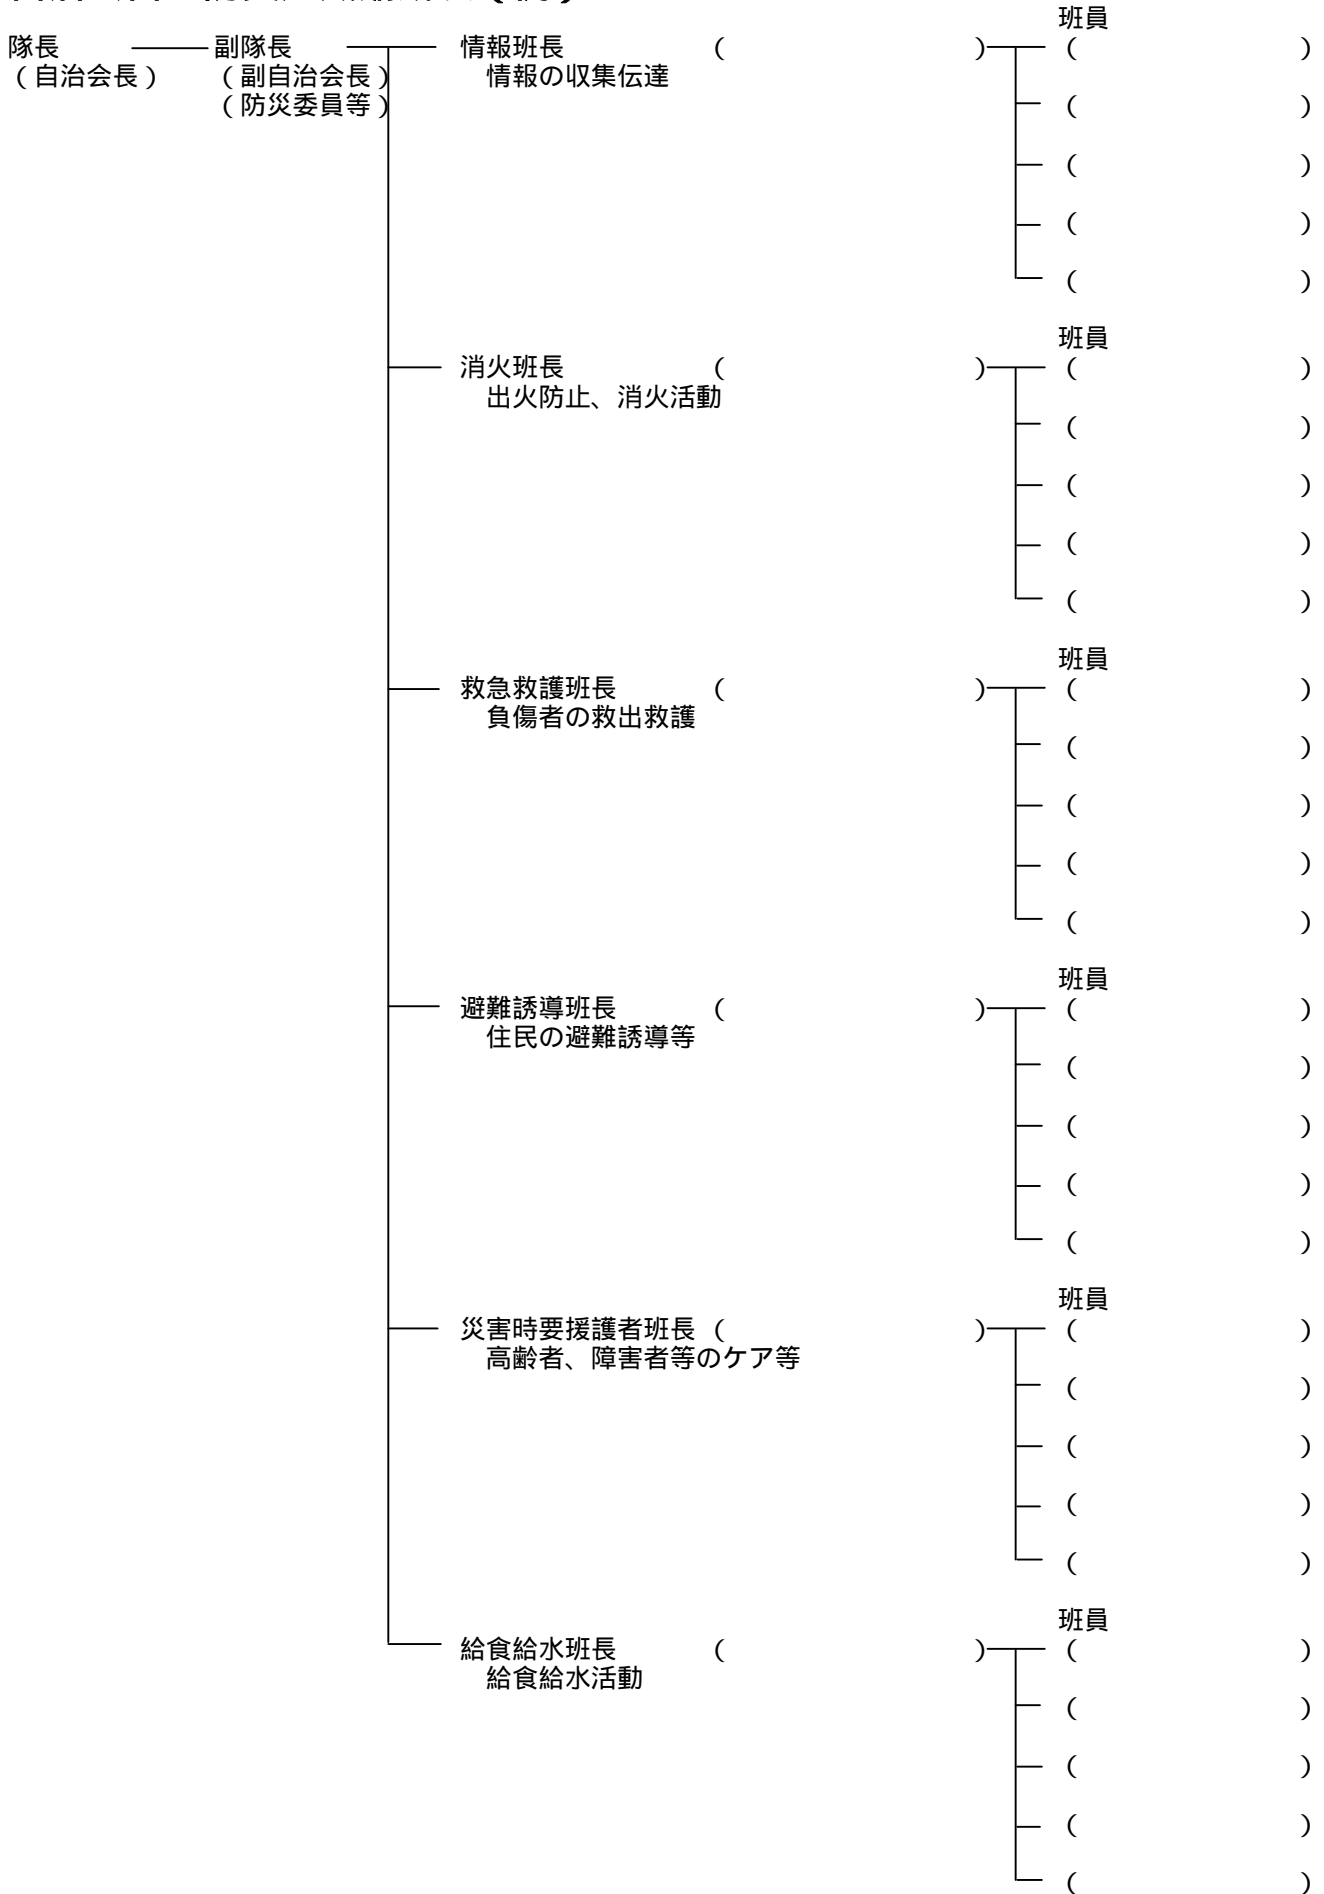 班員
隊長 副隊長 情報班長 ( ) ( )
(自治会長) (副自治会長) 情報の収集伝達
(防災委員等) ( )
( )
( )
( )
班員
消火班長 ( ) ( )
出火防止、消火活動
( )
( )
( )
( )
班員
救急救護班長 ( ) ( )
負傷者の救出救護
( )
( )
( )
( )
班員
避難誘導班長 ( ) ( )
住民の避難誘導等
( )
( )
( )
( )
班員
災害時要援護者班長 ( ) ( )
高齢者、障害者等のケア等
( )
( )
( )
( )
班員
給食給水班長 ( ) ( )
給食給水活動
( )
( )
( )
( )